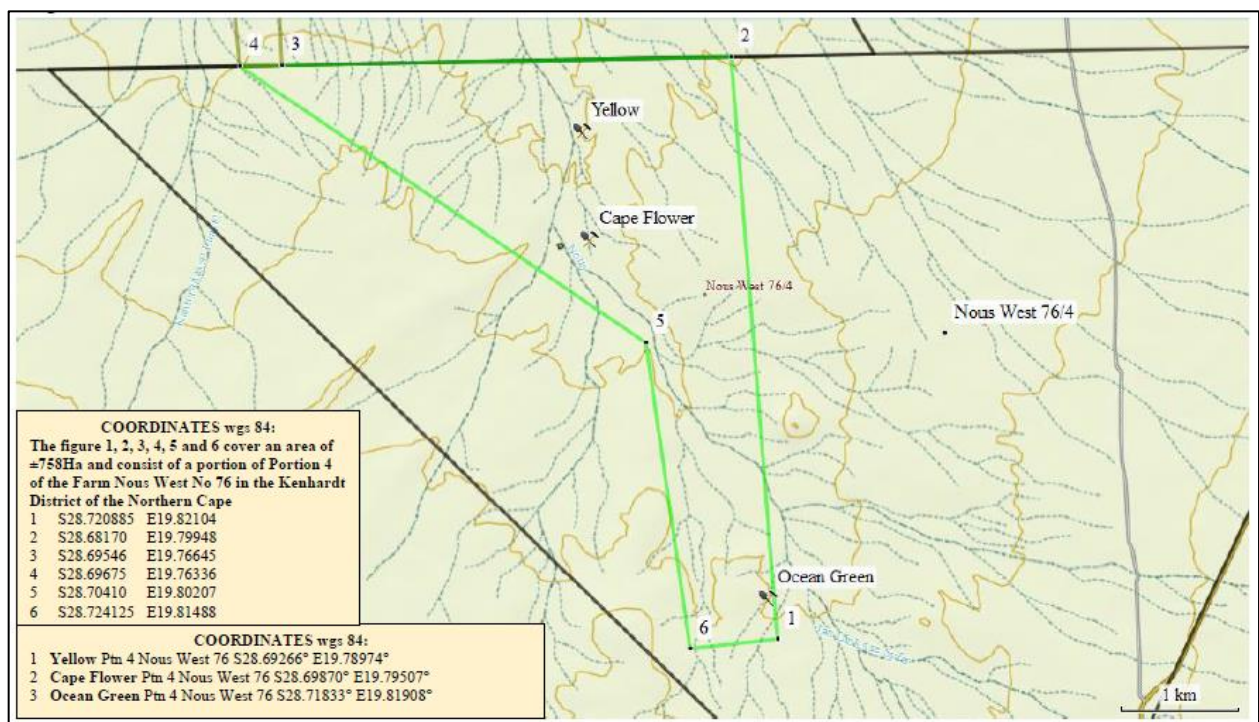 4
3
2
Yellow
Cape Flower
Nous
Nous West 76/4
5
Nous West 76/4
Ocean Green
6
1
1 km
COORDINATES wgs 84:
The figure 1, 2, 3, 4, 5 and 6 cover an area of
±758Ha and consist of a portion of Portion 4
of the Farm Nous West No 76 in the Kenhardt
District of the Northern Cape
1 S28.720885 E19.82104
2 S28.68170 E19.79948
3 S28.69546 E19.76645
4 S28.69675 E19.76336
5 S28.70410 E19.80207
6 S28.724125 E19.81488
COORDINATES wgs 84:
1 Yellow Ptn 4 Nous West 76 S28.69266° E19.78974°
2 Cape Flower Ptn 4 Nous West 76 S28.69870° E19.79507°
3 Ocean Green Ptn 4 Nous West 76 S28.71833° E19.81908°